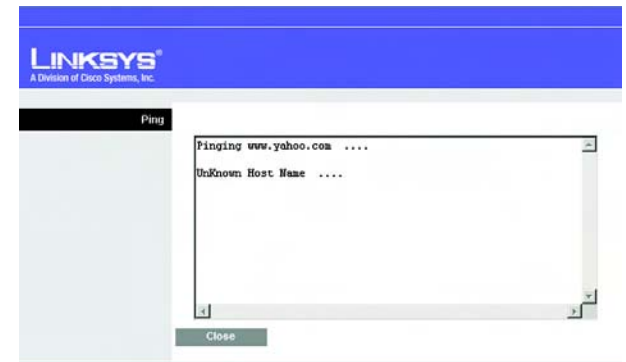 LINKSYS®
A Division of Cisco Systems, Inc.
Ping
Pinging www.yahoo.com ....
UnKnown Host Name ....
Close